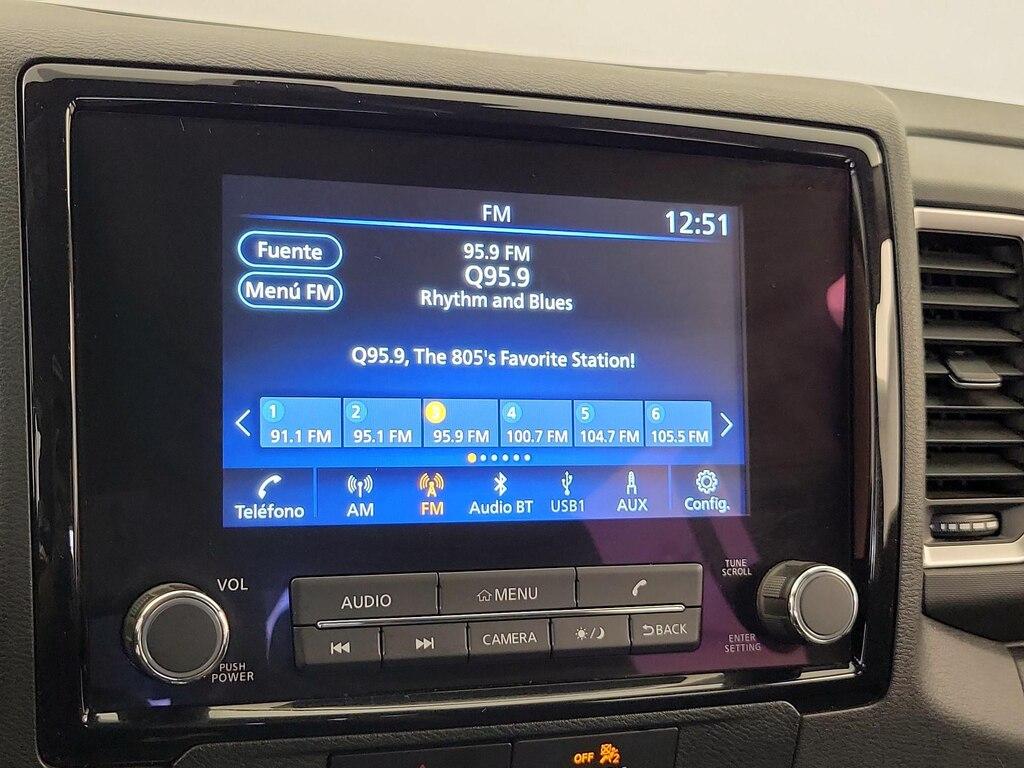 FM
12:51
Fuente
95.9 FM
Q95.9
Menú FM
Rhythm and Blues
Q95.9, The 805's Favorite Station!
1 2 3 4 5 6
91.1 FM 95.1 FM 95.9 FM 100.7 FM 104.7 FM 105.5 FM
Teléfono AM FM Audio BT USB1 AUX Config.
VOL
PUSH
POWER
AUDIO MENU
CAMERA BACK
TUNE
SCROLL
ENTER
SETTING
OFF 2